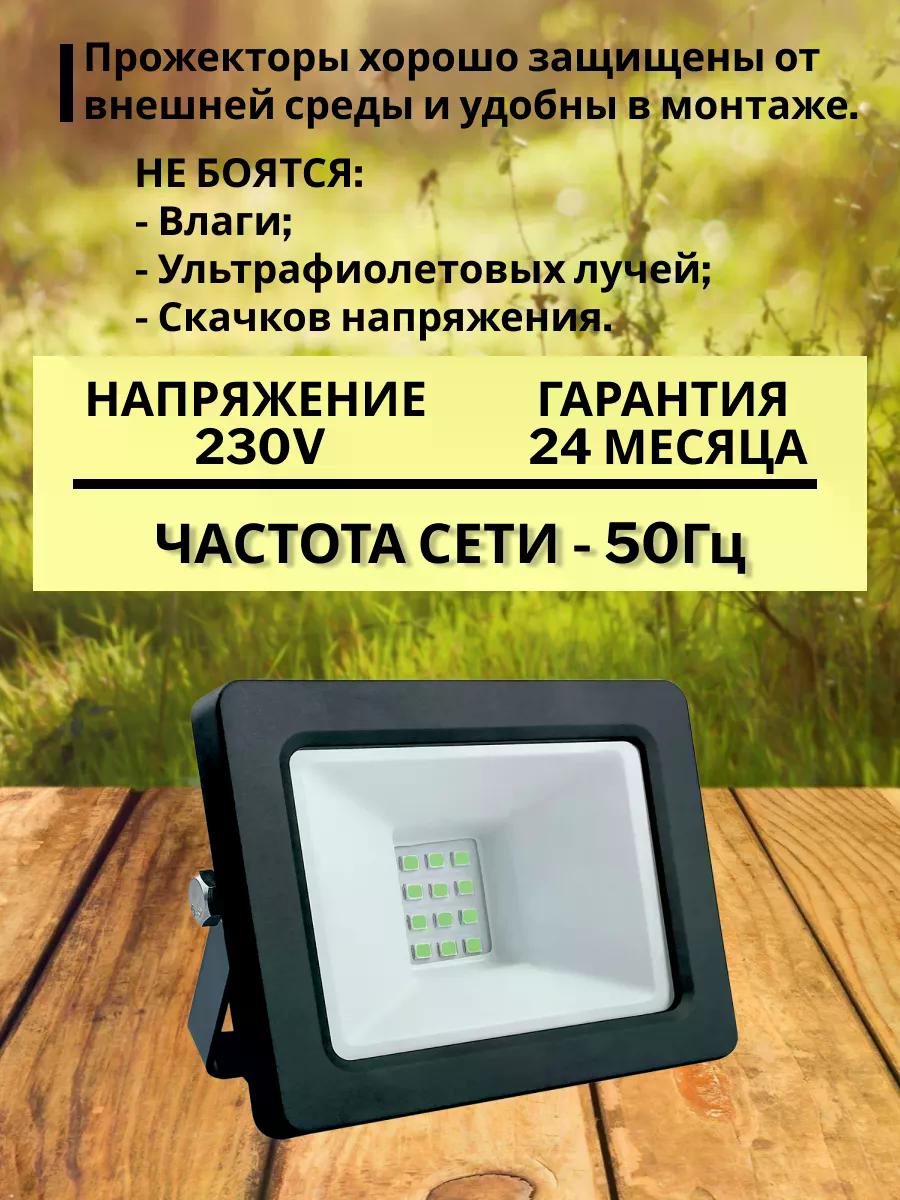 Прожекторы хорошо защищены от
внешней среды и удобны в монтаже.
НЕ БОЯТСЯ:
- Влаги;
- Ультрафиолетовых лучей;
- Скачков напряжения.
НАПРЯЖЕНИЕ
230V
ГАРАНТИЯ
24 МЕСЯЦА
ЧАСТОТА СЕТИ - 50Гц